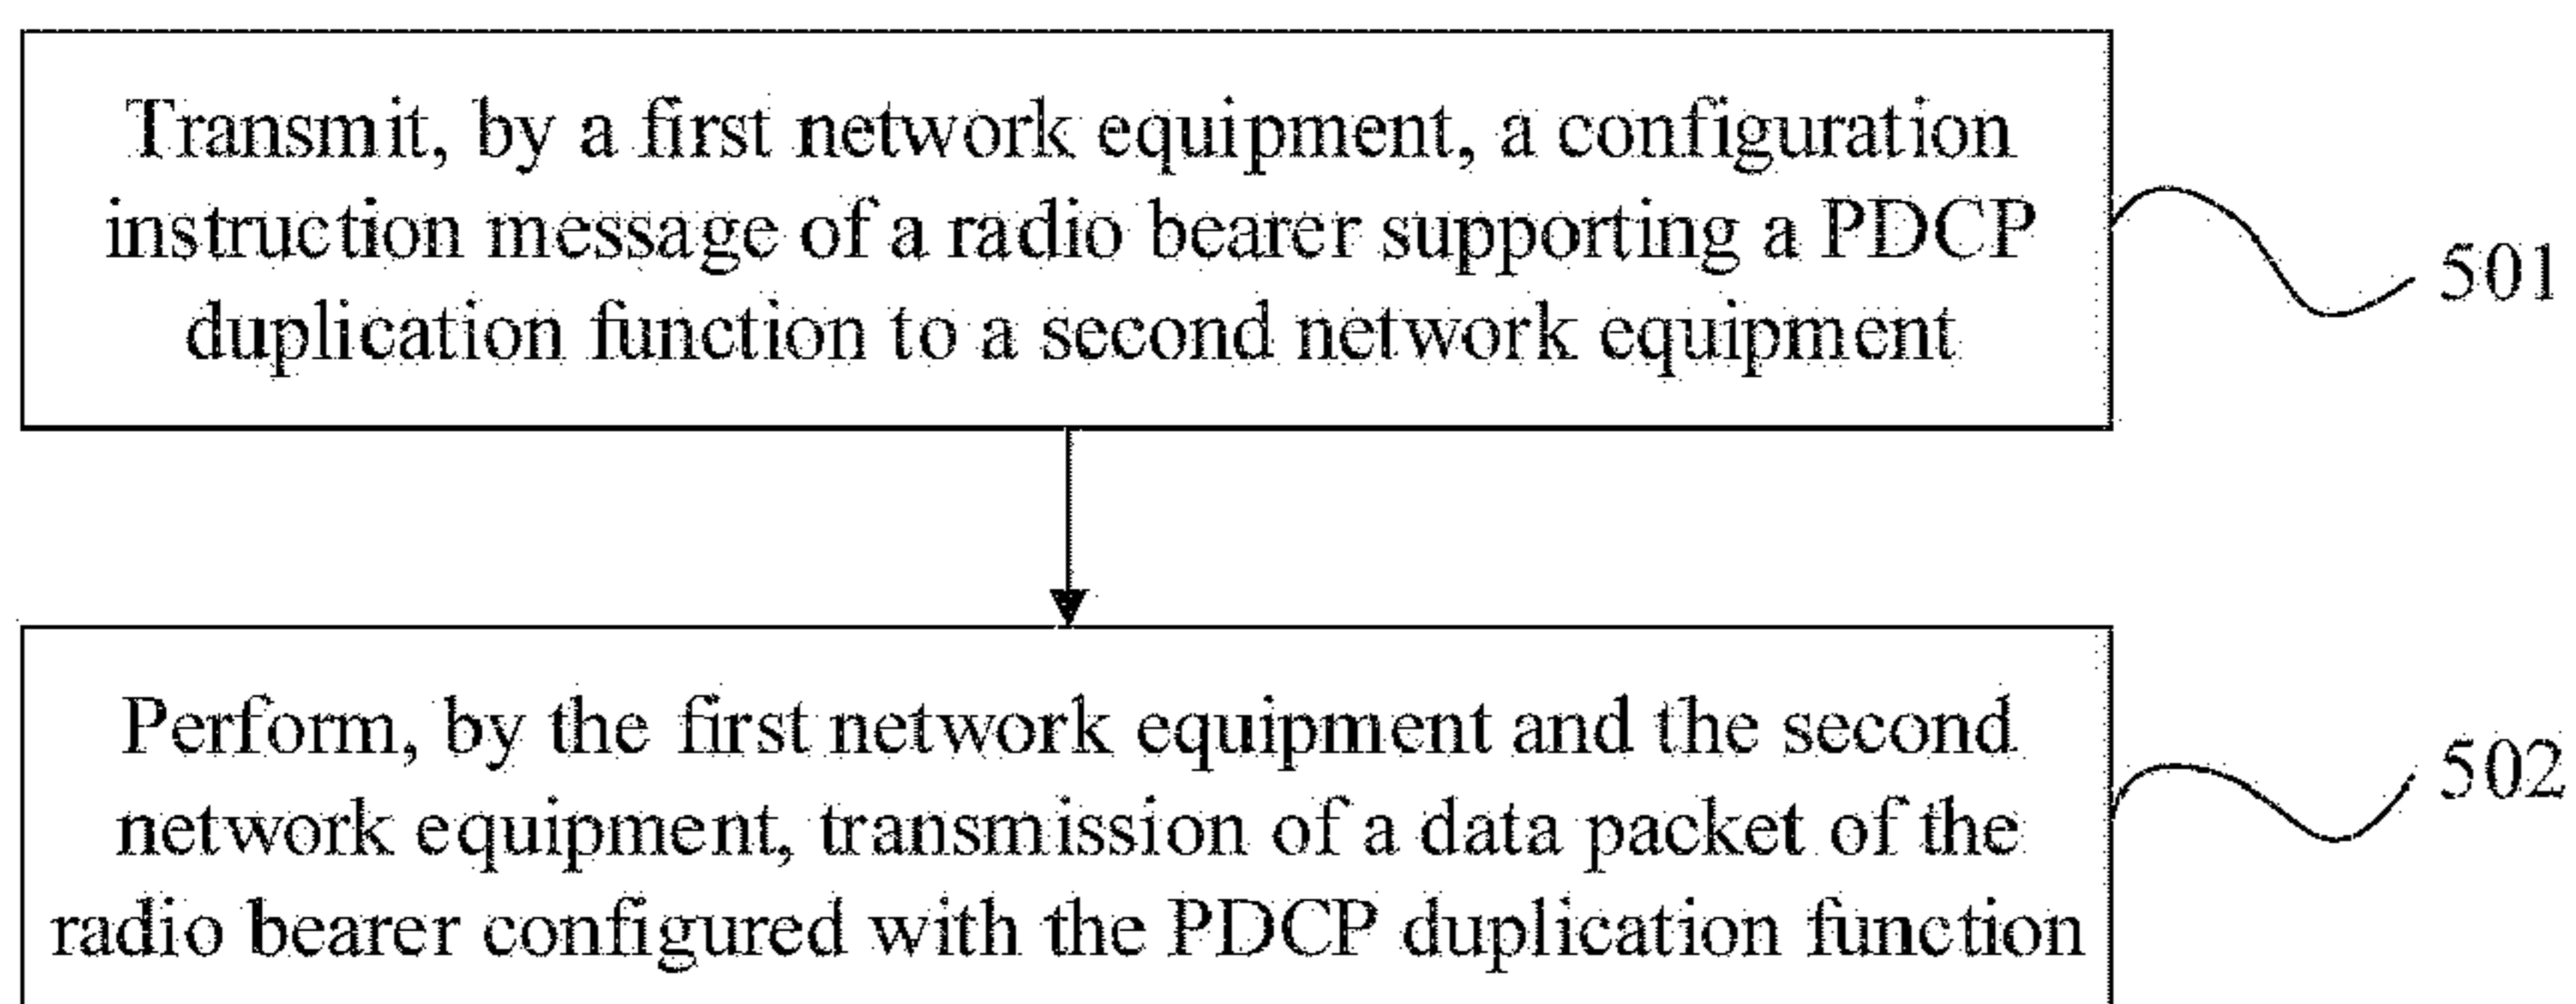 Transmit, by a first network equipment, a configuration
instruction message of a radio bearer supporting a PDCP
duplication function to a second network equipment
501
Perform, by the first network equipment and the second
network equipment, transmission of a data packet of the
radio bearer configured with the PDCP duplication function
502